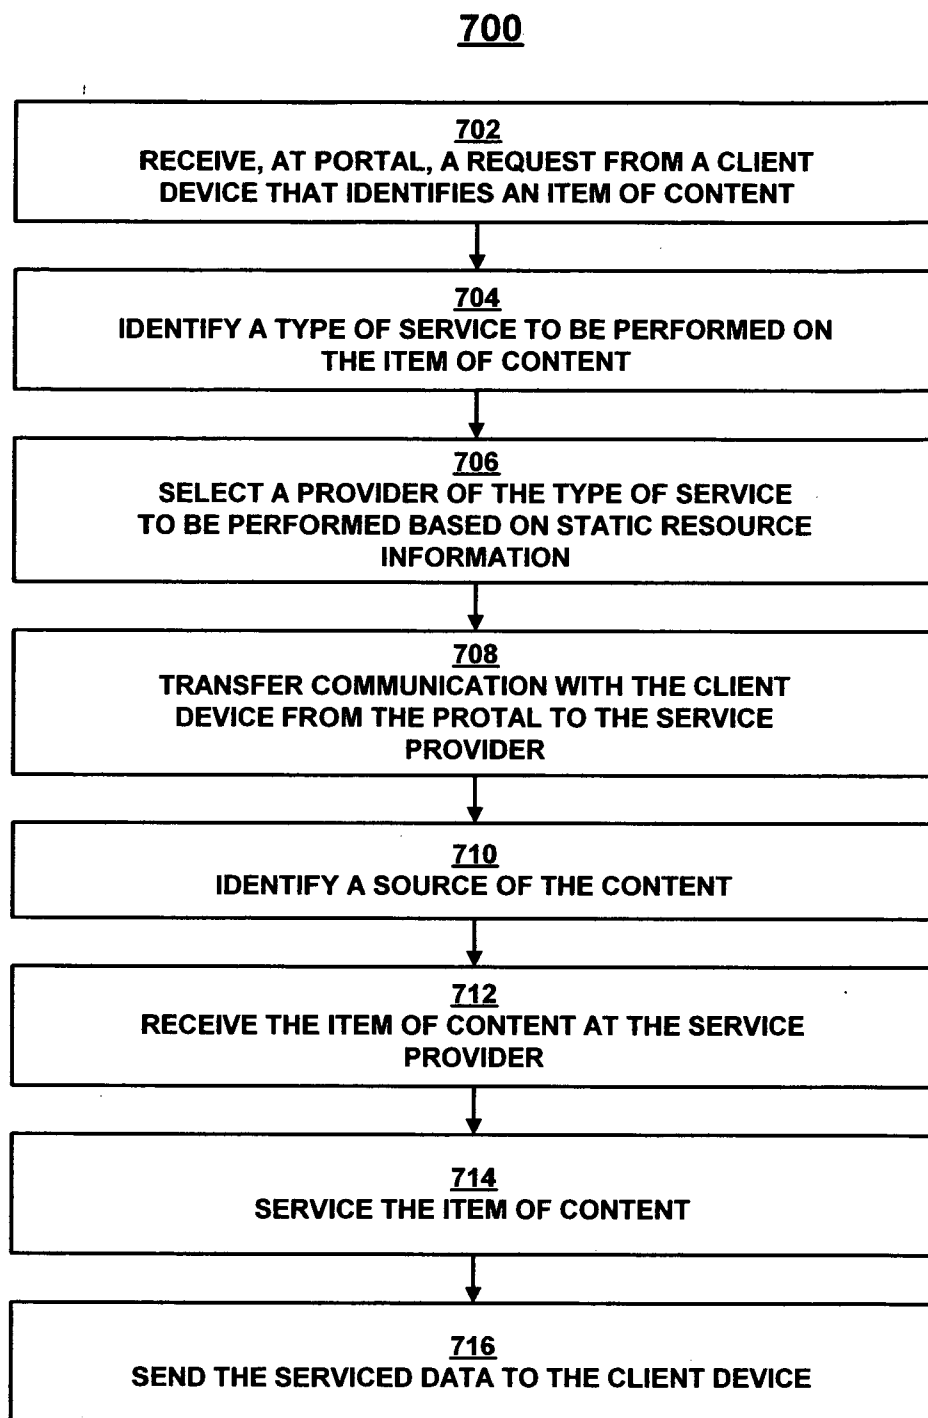 700
702
RECEIVE, AT PORTAL, A REQUEST FROM A CLIENT
DEVICE THAT IDENTIFIES AN ITEM OF CONTENT
704
IDENTIFY A TYPE OF SERVICE TO BE PERFORMED ON
THE ITEM OF CONTENT
706
SELECT A PROVIDER OF THE TYPE OF SERVICE
TO BE PERFORMED BASED ON STATIC RESOURCE
INFORMATION
708
TRANSFER COMMUNICATION WITH THE CLIENT
DEVICE FROM THE PROTAL TO THE SERVICE
PROVIDER
710
IDENTIFY A SOURCE OF THE CONTENT
712
RECEIVE THE ITEM OF CONTENT AT THE SERVICE
PROVIDER
714
SERVICE THE ITEM OF CONTENT
716
SEND THE SERVICED DATA TO THE CLIENT DEVICE